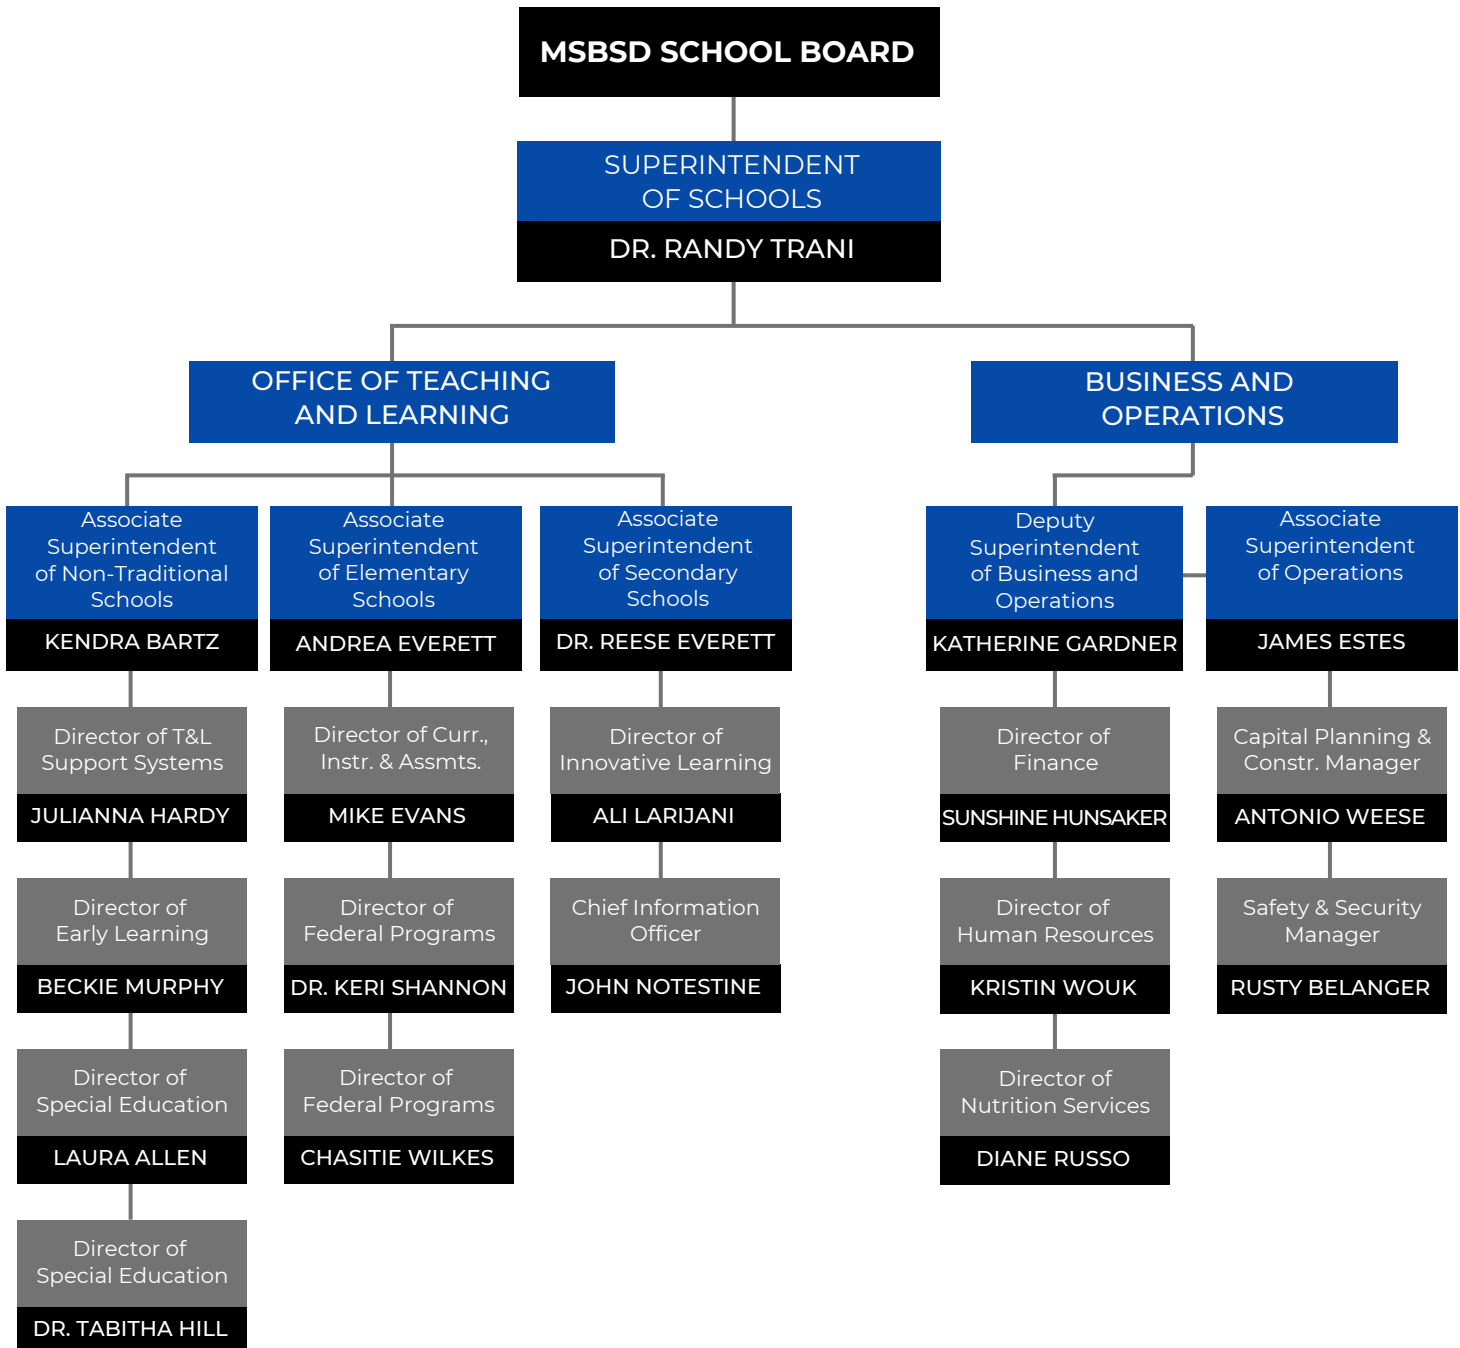 MSBSD SCHOOL BOARD
SUPERINTENDENT
OF SCHOOLS
DR. RANDY TRANI
OFFICE OF TEACHING
AND LEARNING
BUSINESS AND
OPERATIONS
Associate
Superintendent
of Non-Traditional
Schools
KENDRA BARTZ
Director of T&L
Support Systems
JULIANNA HARDY
Director of
Early Learning
BECKIE MURPHY
Director of
Special Education
LAURA ALLEN
Director of
Special Education
DR. TABITHA HILL
Associate
Superintendent
of Elementary
Schools
ANDREA EVERETT
Director of Curr.,
Instr. & Assmts.
MIKE EVANS
Director of
Federal Programs
DR. KERI SHANNON
Director of
Federal Programs
CHASITIE WILKES
Associate
Superintendent
of Secondary
Schools
DR. REESE EVERETT
Director of
Innovative Learning
ALI LARIJANI
Chief Information
Officer
JOHN NOTESTINE
Deputy
Superintendent
of Business and
Operations
KATHERINE GARDNER
Director of
Finance
SUNSHINE HUNSAKER
Director of
Human Resources
KRISTIN WOUK
Director of
Nutrition Services
DIANE RUSSO
Associate
Superintendent
of Operations
JAMES ESTES
Capital Planning &
Constr. Manager
ANTONIO WEESE
Safety & Security
Manager
RUSTY BELANGER